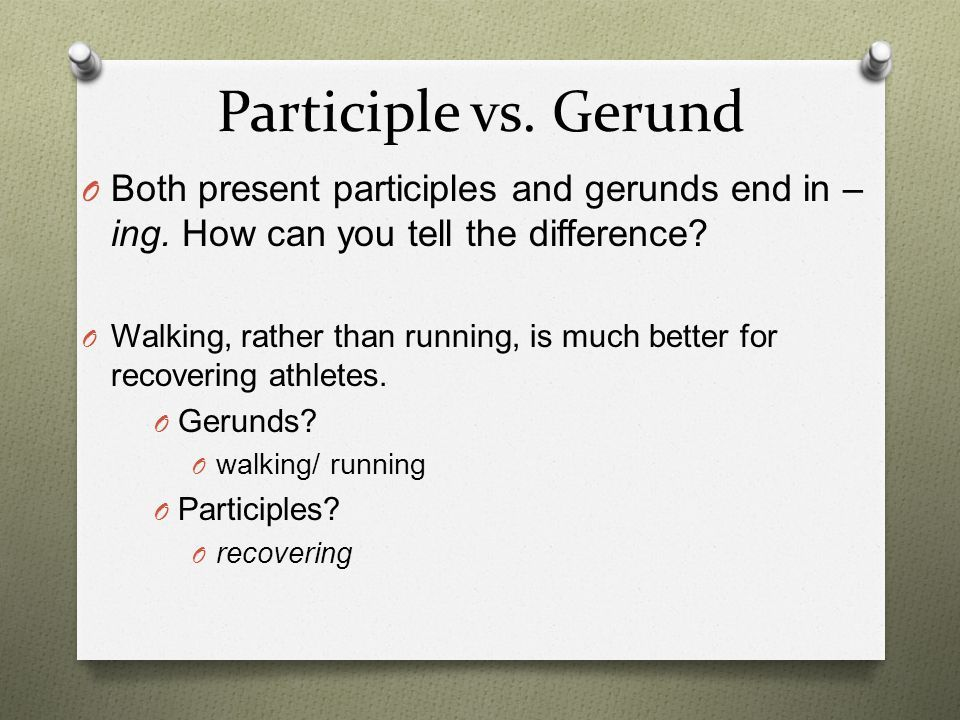 Participle vs. Gerund
Both present participles and gerunds end in –
ing. How can you tell the difference?
Walking, rather than running, is much better for
recovering athletes.
Gerunds?
walking/ running
Participles?
recovering